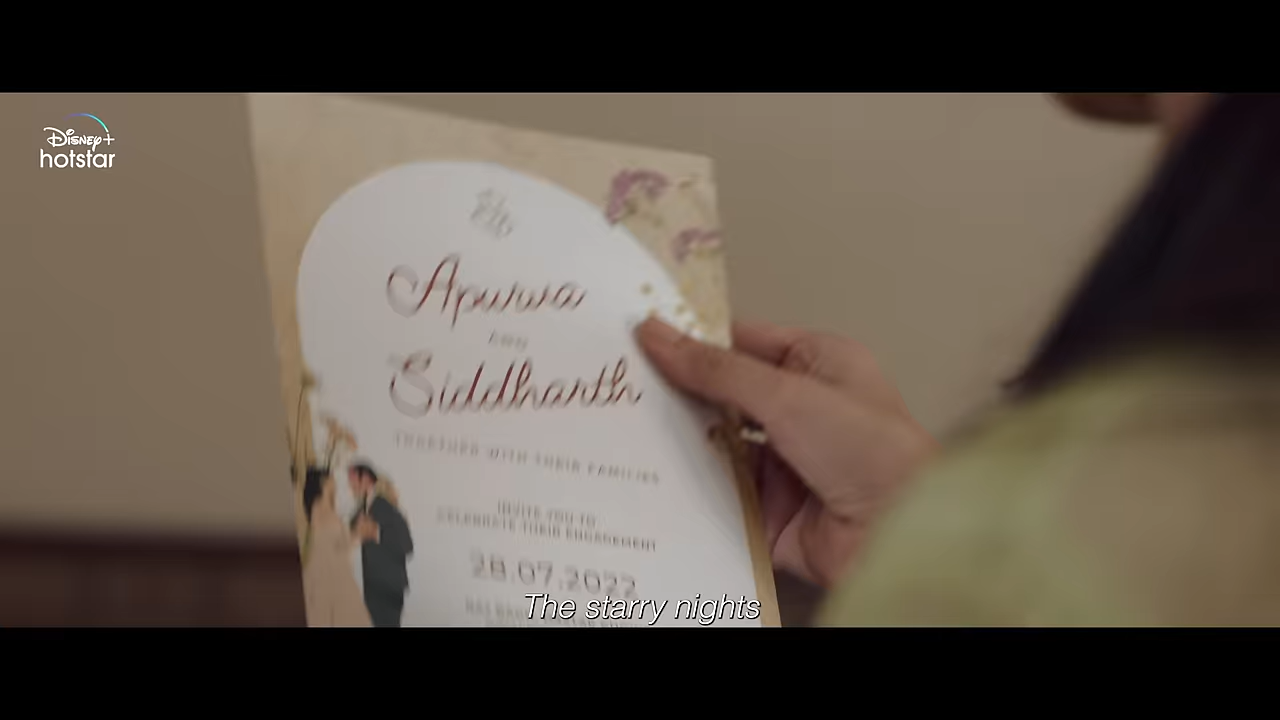 Disney+
hotstar
Apurva
AND
Siddharth
TOGETHER WITH THEIR FAMILIES
INVITE YOU TO
CELEBRATE THEIR ENGAGEMENT
28.07.2022
The starry nights